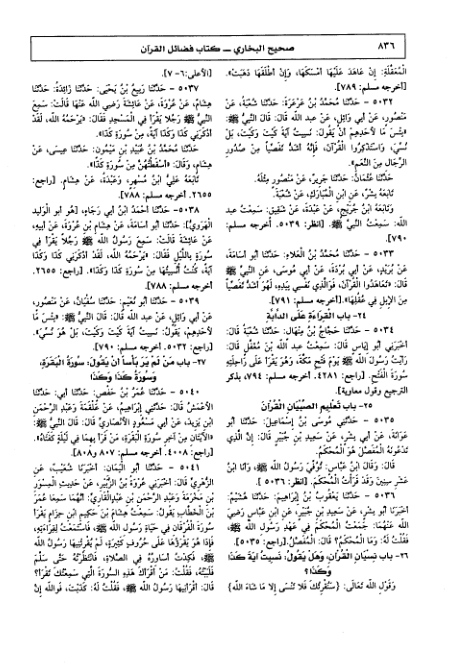 ٨٣٦
صحيح البخاري ــ كتاب فضائل القرآن
الْمُعَقَّلَةِ: إِنْ عَاهَدَ عَلَيْهَا أَمْسَكَهَا، وَإِنْ أَطْلَقَهَا ذَهَبَتْ».
[أخرجه مسلم: ٧٨٩].
٥٠٣٢ ـ حَدَّثَنَا مُحَمَّدُ بْنُ عَرْعَرَةَ: حَدَّثَنَا شُعْبَةُ، عَنْ
مَنْصُورٍ، عَنْ أَبِي وَائِلٍ، عَنْ عَبْدِ اللَّهِ قَالَ: قَالَ النَّبِيُّ ﷺ:
«بِئْسَ مَا لأَحَدِهِمْ أَنْ يَقُولَ: نَسِيتُ آيَةَ كَيْتَ وَكَيْتَ، بَلْ
نُسِّيَ، وَاسْتَذْكِرُوا الْقُرْآنَ، فَإِنَّهُ أَشَدُّ تَفَصِّيًا مِنْ صُدُورِ
الرِّجَالِ مِنَ النَّعَمِ».
حَدَّثَنَا عُثْمَانُ: حَدَّثَنَا جَرِيرٌ، عَنْ مَنْصُورٍ مِثْلَهُ.
تَابَعَهُ بِشْرٌ، عَنِ ابْنِ الْمُبَارَكِ، عَنْ شُعْبَةَ.
وَتَابَعَهُ ابْنُ جُرَيْجٍ، عَنْ عَبْدَةَ، عَنْ شَقِيقٍ: سَمِعْتُ عَبْدَ
اللَّهِ: سَمِعْتُ النَّبِيَّ ﷺ. [انظر: ٥٠٣٩. أخرجه مسلم:
٧٩٠].
٥٠٣٣ ـ حَدَّثَنَا مُحَمَّدُ بْنُ الْعَلاءِ: حَدَّثَنَا أَبُو أُسَامَةَ،
عَنْ بُرَيْدٍ، عَنْ أَبِي بُرْدَةَ، عَنْ أَبِي مُوسَى، عَنِ النَّبِيِّ ﷺ
قَالَ: «تَعَاهَدُوا الْقُرْآنَ، فَوَالَّذِي نَفْسِي بِيَدِهِ، لَهُوَ أَشَدُّ تَفَصِّيًا
مِنَ الإِبِلِ فِي عُقُلِهَا». [أخرجه مسلم: ٧٩١].
٢٤- باب الْقِرَاءَةِ عَلَى الدَّابَّةِ
٥٠٣٤ ـ حَدَّثَنَا حَجَّاجُ بْنُ مِنْهَالٍ: حَدَّثَنَا شُعْبَةُ قَالَ:
أَخْبَرَنِي أَبُو إِيَاسٍ قَالَ: سَمِعْتُ عَبْدَ اللَّهِ بْنَ مُغَفَّلٍ قَالَ:
رَأَيْتُ رَسُولَ اللَّهِ ﷺ يَوْمَ فَتْحِ مَكَّةَ، وَهُوَ يَقْرَأُ عَلَى رَاحِلَتِهِ
سُورَةَ الْفَتْحِ. [راجع: ٤٢٨١. أخرجه مسلم: ٧٩٤، بذكر
الترجيع وقول معاوية].
٢٥- باب تَعْلِيمِ الصِّبْيَانِ الْقُرْآنَ
٥٠٣٥ ـ حَدَّثَنِي مُوسَى بْنُ إِسْمَاعِيلَ: حَدَّثَنَا أَبُو
عَوَانَةَ، عَنْ أَبِي بِشْرٍ، عَنْ سَعِيدِ بْنِ جُبَيْرٍ قَالَ: إِنَّ الَّذِي
تَدْعُونَهُ الْمُفَصَّلَ هُوَ الْمُحْكَمُ.
قَالَ: وَقَالَ ابْنُ عَبَّاسٍ: تُوُفِّيَ رَسُولُ اللَّهِ ﷺ، وَأَنَا ابْنُ
عَشْرِ سِنِينَ وَقَدْ قَرَأْتُ الْمُحْكَمَ. [انظر: ٥٠٣٦].
٥٠٣٦ ـ حَدَّثَنَا يَعْقُوبُ بْنُ إِبْرَاهِيمَ: حَدَّثَنَا هُشَيْمٌ:
أَخْبَرَنَا أَبُو بِشْرٍ، عَنْ سَعِيدِ بْنِ جُبَيْرٍ، عَنِ ابْنِ عَبَّاسٍ رَضِيَ
اللَّهُ عَنْهُمَا: جَمَعْتُ الْمُحْكَمَ فِي عَهْدِ رَسُولِ اللَّهِ ﷺ،
فَقُلْتُ لَهُ: وَمَا الْمُحْكَمُ؟ قَالَ: الْمُفَصَّلُ. [راجع: ٥٠٣٥].
٢٦- باب نِسْيَانِ الْقُرْآنِ، وَهَلْ يَقُولُ: نَسِيتُ آيَةَ كَذَا
وَكَذَا؟
وَقَوْلِ اللَّهِ تَعَالَى: {سَنُقْرِئُكَ فَلا تَنْسَى إِلا مَا شَاءَ اللَّهُ}
[الأعلى: ٦-٧].
٥٠٣٧ ـ حَدَّثَنَا رَبِيعُ بْنُ يَحْيَى: حَدَّثَنَا زَائِدَةُ: حَدَّثَنَا
هِشَامٌ، عَنْ عُرْوَةَ، عَنْ عَائِشَةَ رَضِيَ اللَّهُ عَنْهَا قَالَتْ: سَمِعَ
النَّبِيُّ ﷺ رَجُلًا يَقْرَأُ فِي الْمَسْجِدِ فَقَالَ: «يَرْحَمُهُ اللَّهُ، لَقَدْ
أَذْكَرَنِي كَذَا وَكَذَا آيَةً، مِنْ سُورَةِ كَذَا».
حَدَّثَنَا مُحَمَّدُ بْنُ عُبَيْدِ بْنِ مَيْمُونٍ: حَدَّثَنَا عِيسَى، عَنْ
هِشَامٍ، وَقَالَ: «أَسْقَطْتُهُنَّ مِنْ سُورَةِ كَذَا».
تَابَعَهُ عَلِيُّ ابْنُ مُسْهِرٍ، وَعَبْدَةُ، عَنْ هِشَامٍ. [راجع:
٢٦٥٥. أخرجه مسلم: ٧٨٨].
٥٠٣٨ ـ حَدَّثَنَا أَحْمَدُ ابْنُ أَبِي رَجَاءٍ، [هُوَ أَبُو الْوَلِيدِ
الْهَرَوِيُّ]: حَدَّثَنَا أَبُو أُسَامَةَ، عَنْ هِشَامِ بْنِ عُرْوَةَ، عَنْ أَبِيهِ،
عَنْ عَائِشَةَ قَالَتْ: سَمِعَ رَسُولُ اللَّهِ ﷺ رَجُلًا يَقْرَأُ فِي
سُورَةٍ بِاللَّيْلِ فَقَالَ: «يَرْحَمُهُ اللَّهُ، لَقَدْ أَذْكَرَنِي كَذَا وَكَذَا
آيَةً، كُنْتُ أُنْسِيتُهَا مِنْ سُورَةِ كَذَا وَكَذَا». [راجع: ٢٦٥٥.
أخرجه مسلم: ٧٨٨].
٥٠٣٩ ـ حَدَّثَنَا أَبُو نُعَيْمٍ: حَدَّثَنَا سُفْيَانُ، عَنْ مَنْصُورٍ،
عَنْ أَبِي وَائِلٍ، عَنْ عَبْدِ اللَّهِ قَالَ: قَالَ النَّبِيُّ ﷺ: «بِئْسَ مَا
لأَحَدِهِمْ، يَقُولُ: نَسِيتُ آيَةَ كَيْتَ وَكَيْتَ، بَلْ هُوَ نُسِّيَ».
[راجع: ٥٠٣٢. أخرجه مسلم: ٧٩٠].
٢٧- باب مَنْ لَمْ يَرَ بَأْسًا أَنْ يَقُولَ: سُورَةُ الْبَقَرَةِ،
وَسُورَةُ كَذَا وَكَذَا
٥٠٤٠ ـ حَدَّثَنَا عُمَرُ بْنُ حَفْصٍ: حَدَّثَنَا أَبِي: حَدَّثَنَا
الأَعْمَشُ قَالَ: حَدَّثَنِي إِبْرَاهِيمُ، عَنْ عَلْقَمَةَ وَعَبْدِ الرَّحْمَنِ
ابْنِ يَزِيدَ، عَنْ أَبِي مَسْعُودٍ الأَنْصَارِيِّ قَالَ: قَالَ النَّبِيُّ ﷺ:
«الآيَتَانِ مِنْ آخِرِ سُورَةِ الْبَقَرَةِ، مَنْ قَرَأَ بِهِمَا فِي لَيْلَةٍ كَفَتَاهُ».
[راجع: ٤٠٠٨. أخرجه مسلم: ٨٠٧ و٨٠٨].
٥٠٤١ ـ حَدَّثَنَا أَبُو الْيَمَانِ: أَخْبَرَنَا شُعَيْبٌ، عَنِ
الزُّهْرِيِّ قَالَ: أَخْبَرَنِي عُرْوَةُ بْنُ الزُّبَيْرِ، عَنْ حَدِيثِ الْمِسْوَرِ
بْنِ مَخْرَمَةَ وَعَبْدِ الرَّحْمَنِ بْنِ عَبْدٍ الْقَارِيِّ: أَنَّهُمَا سَمِعَا عُمَرَ
بْنَ الْخَطَّابِ يَقُولُ: سَمِعْتُ هِشَامَ بْنَ حَكِيمِ ابْنِ حِزَامٍ يَقْرَأُ
سُورَةَ الْفُرْقَانِ فِي حَيَاةِ رَسُولِ اللَّهِ ﷺ، فَاسْتَمَعْتُ لِقِرَاءَتِهِ،
فَإِذَا هُوَ يَقْرَؤُهَا عَلَى حُرُوفٍ كَثِيرَةٍ، لَمْ يُقْرِئْنِيهَا رَسُولُ اللَّهِ
ﷺ، فَكِدْتُ أُسَاوِرُهُ فِي الصَّلاةِ، فَانْتَظَرْتُهُ حَتَّى سَلَّمَ
فَلَبَبْتُهُ، فَقُلْتُ: مَنْ أَقْرَأَكَ هَذِهِ السُّورَةَ الَّتِي سَمِعْتُكَ تَقْرَأُ؟
قَالَ: أَقْرَأَنِيهَا رَسُولُ اللَّهِ ﷺ، فَقُلْتُ لَهُ: كَذَبْتَ، فَوَاللَّهِ إِنَّ